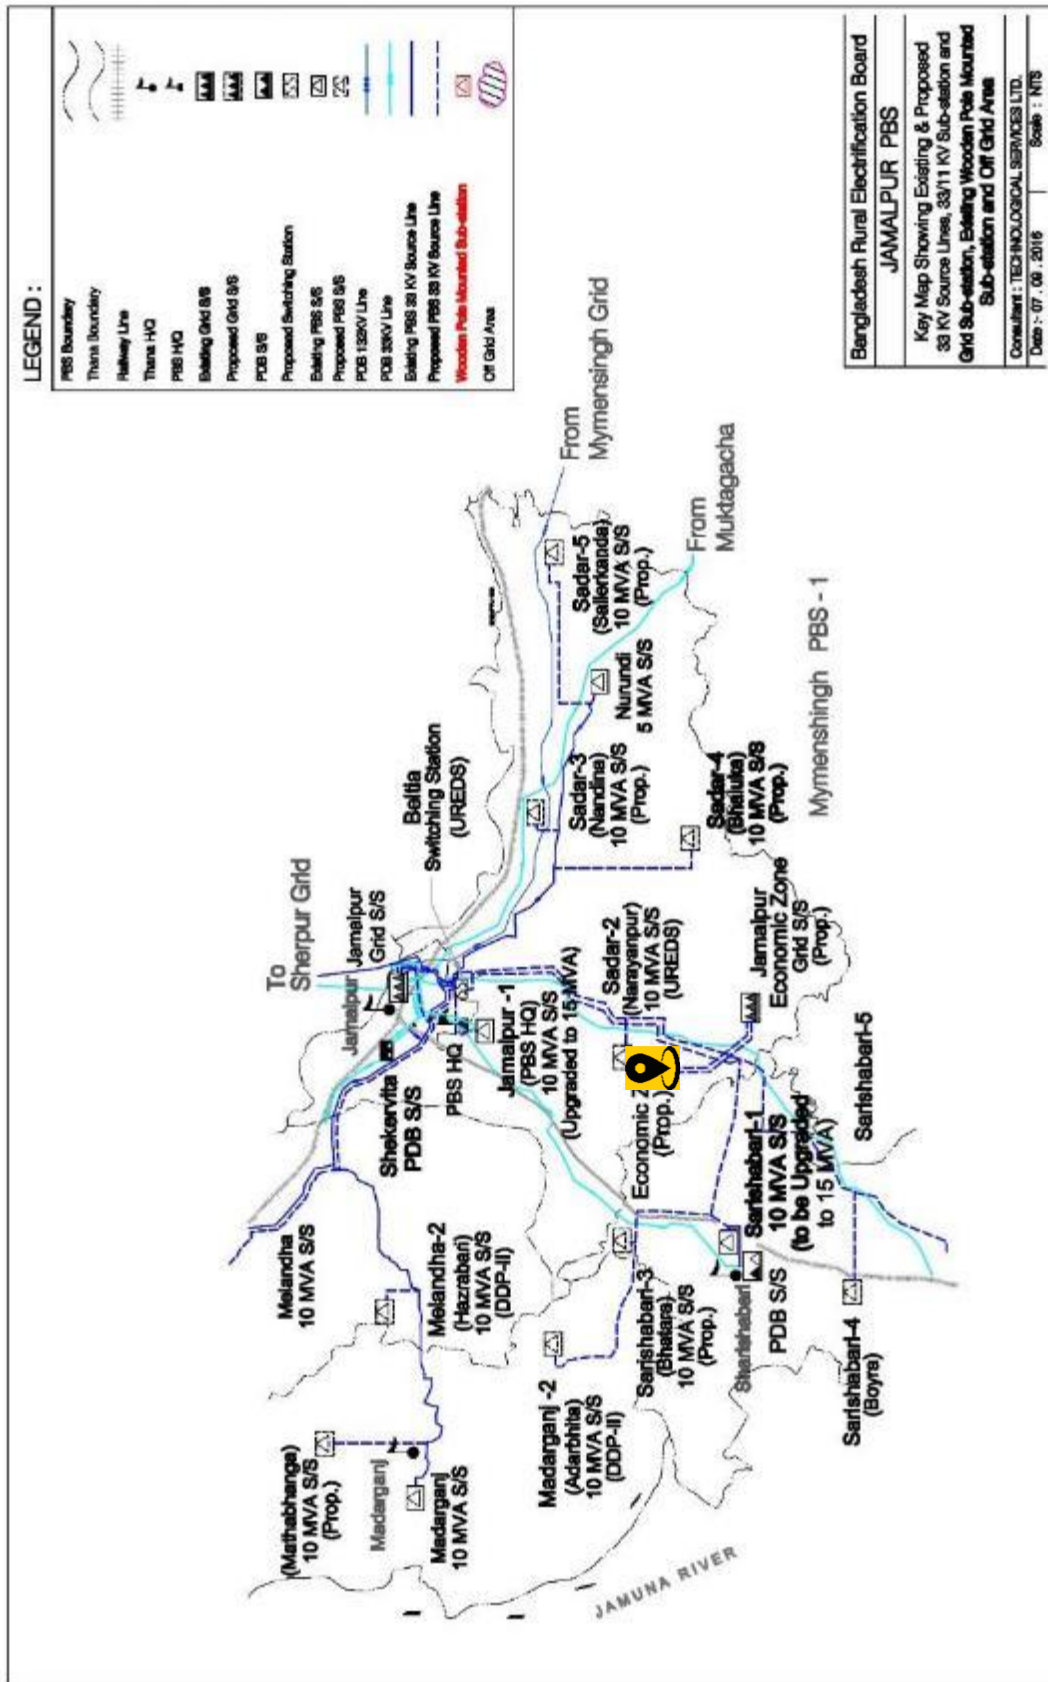 LEGEND :
PBS Boundary
Thana Boundary
Railway Line
Thana H/Q
PBS H/Q
Existing Grid S/S
Proposed Grid S/S
PDB S/S
Proposed Switching Station
Existing PBS S/S
Proposed PBS S/S
PDB 132KV Line
PDB 33KV Line
Existing PBS 33 KV Source Line
Proposed PBS 33 KV Source Line
Wooden Pole Mounted Sub-station
Off Grid Area
Bangladesh Rural Electrification Board
JAMALPUR PBS
Key Map Showing Existing & Proposed
33 KV Source Lines, 33/11 KV Sub-station and
Grid Sub-station, Existing Wooden Pole Mounted
Sub-station and Off Grid Area
Consultant : TECHNOLOGICAL SERVICES LTD.
Date :- 07 . 09 . 2016
Scale : NTS
To
Sherpur Grid
Jamalpur
Grid S/S
Jamalpur
Beltia
Switching Station
(UREDS)
From
Mymensingh Grid
From
Muktagacha
Sadar-5
10 MVA S/S
(Prop.)
Nurundi
5 MVA S/S
Sadar-3
(Nandina)
10 MVA S/S
(Prop.)
Sadar-4
(Bhaluka)
10 MVA S/S
(Prop.)
Mymenshingh PBS - 1
Shekervita
PDB S/S
PBS HQ
Jamalpur -1
(PBS HQ)
10 MVA S/S
(Upgraded to 15 MVA)
Sadar-2
(Narayanpur)
10 MVA S/S
(UREDS)
Jamalpur
Economic Zone
Grid S/S
(Prop.)
Economic
(Prop.)
Melandha
10 MVA S/S
Melandha-2
(Hazrabari)
10 MVA S/S
(DDP-II)
(Mathabhanga)
10 MVA S/S
(Prop.)
Madarganj
Madarganj
10 MVA S/S
Madarganj -2
(Adarbhita)
10 MVA S/S
(DDP-II)
Sarishabari-3
(Bhatara)
10 MVA S/S
(Prop.)
Sharishabari
PDB S/S
Sarishabari-1
10 MVA S/S
(to be Upgraded
to 15 MVA)
Sarishabari-5
Sarishabari-4
(Boyra)
JAMUNA RIVER